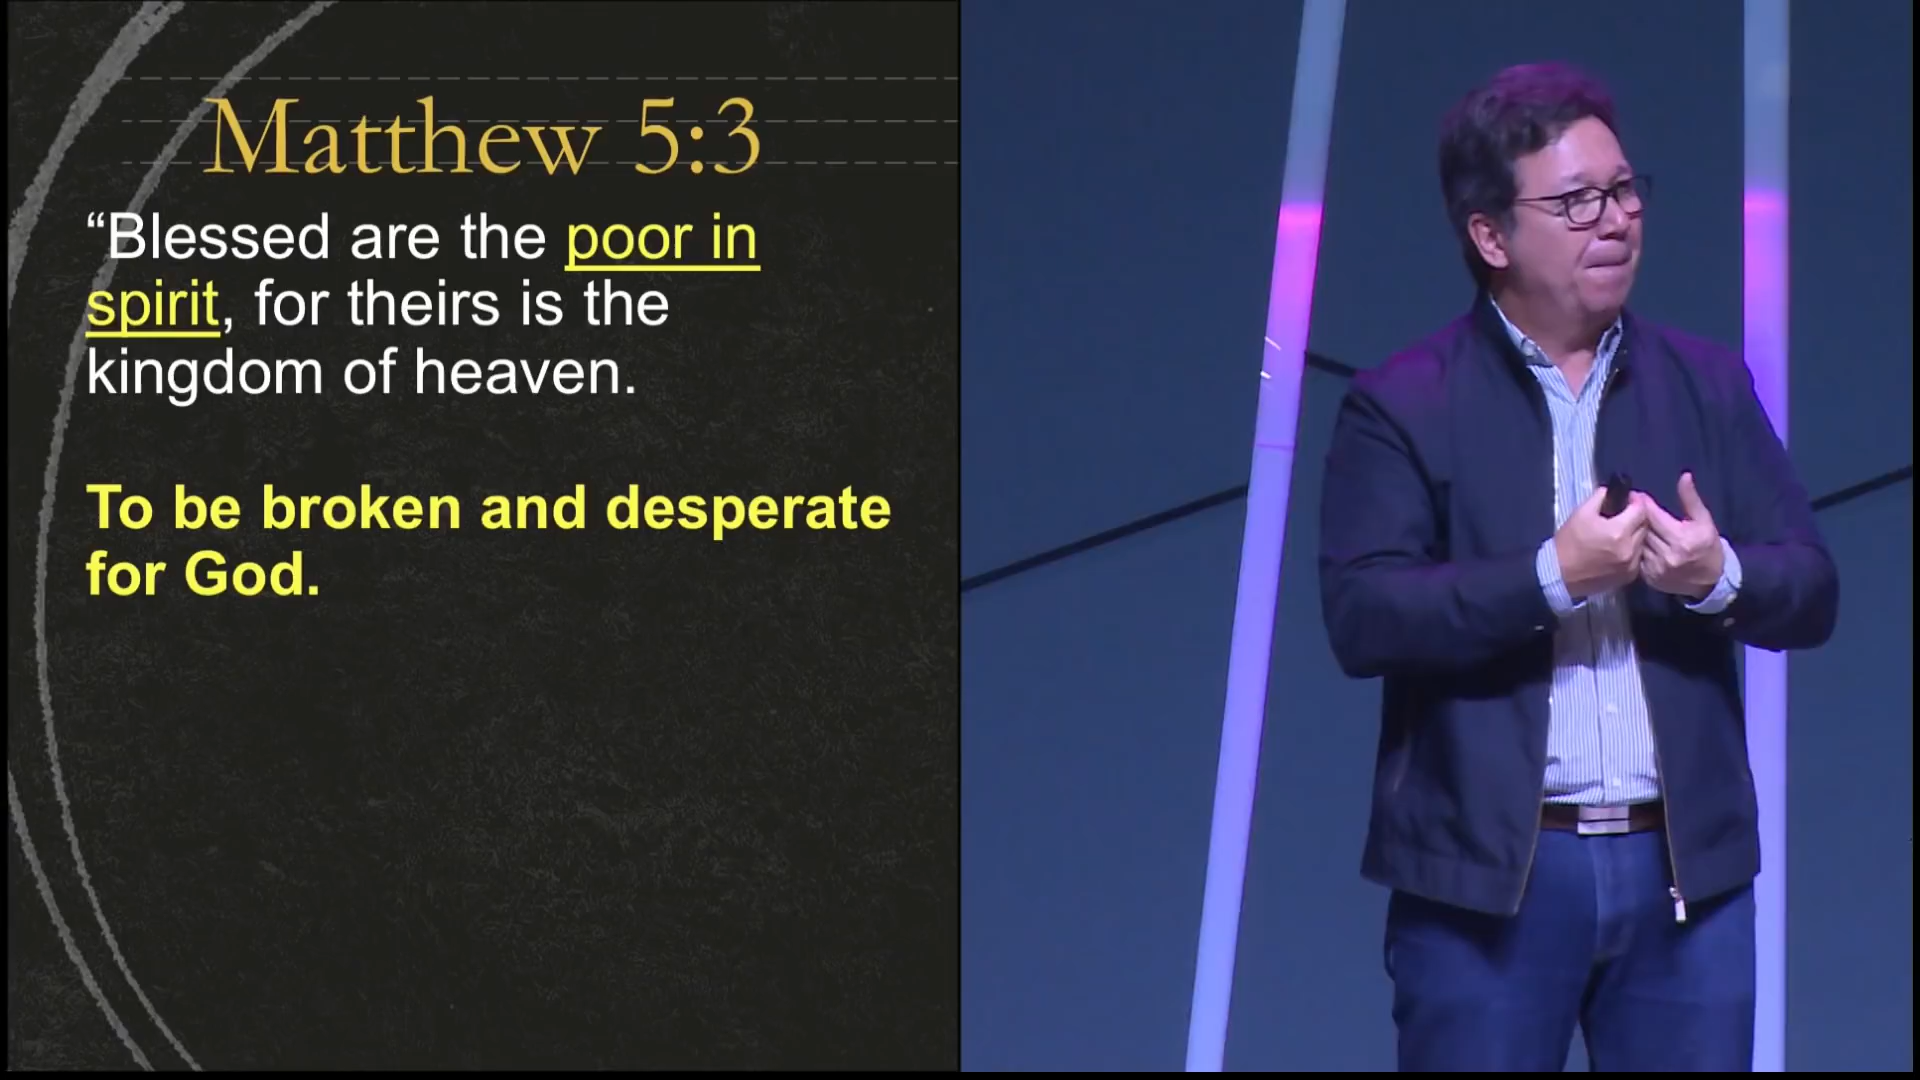 Matthew 5:3
“Blessed are the poor in
spirit, for theirs is the
kingdom of heaven.
To be broken and desperate
for God.